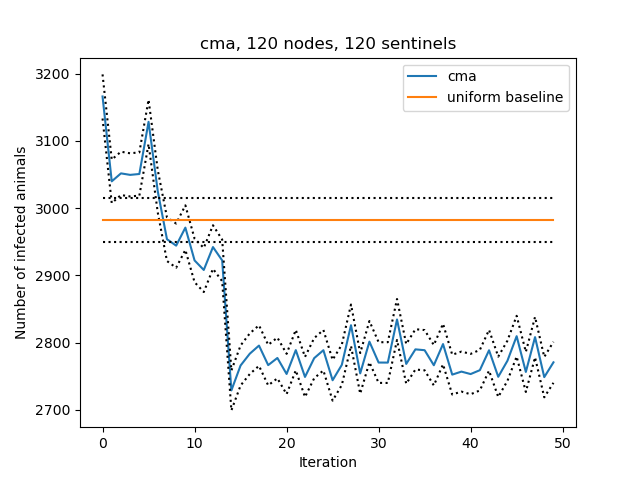 cma, 120 nodes, 120 sentinels
cma
uniform baseline
Number of infected animals
3200
3100
3000
2900
2800
2700
0 10 20 30 40 50
Iteration